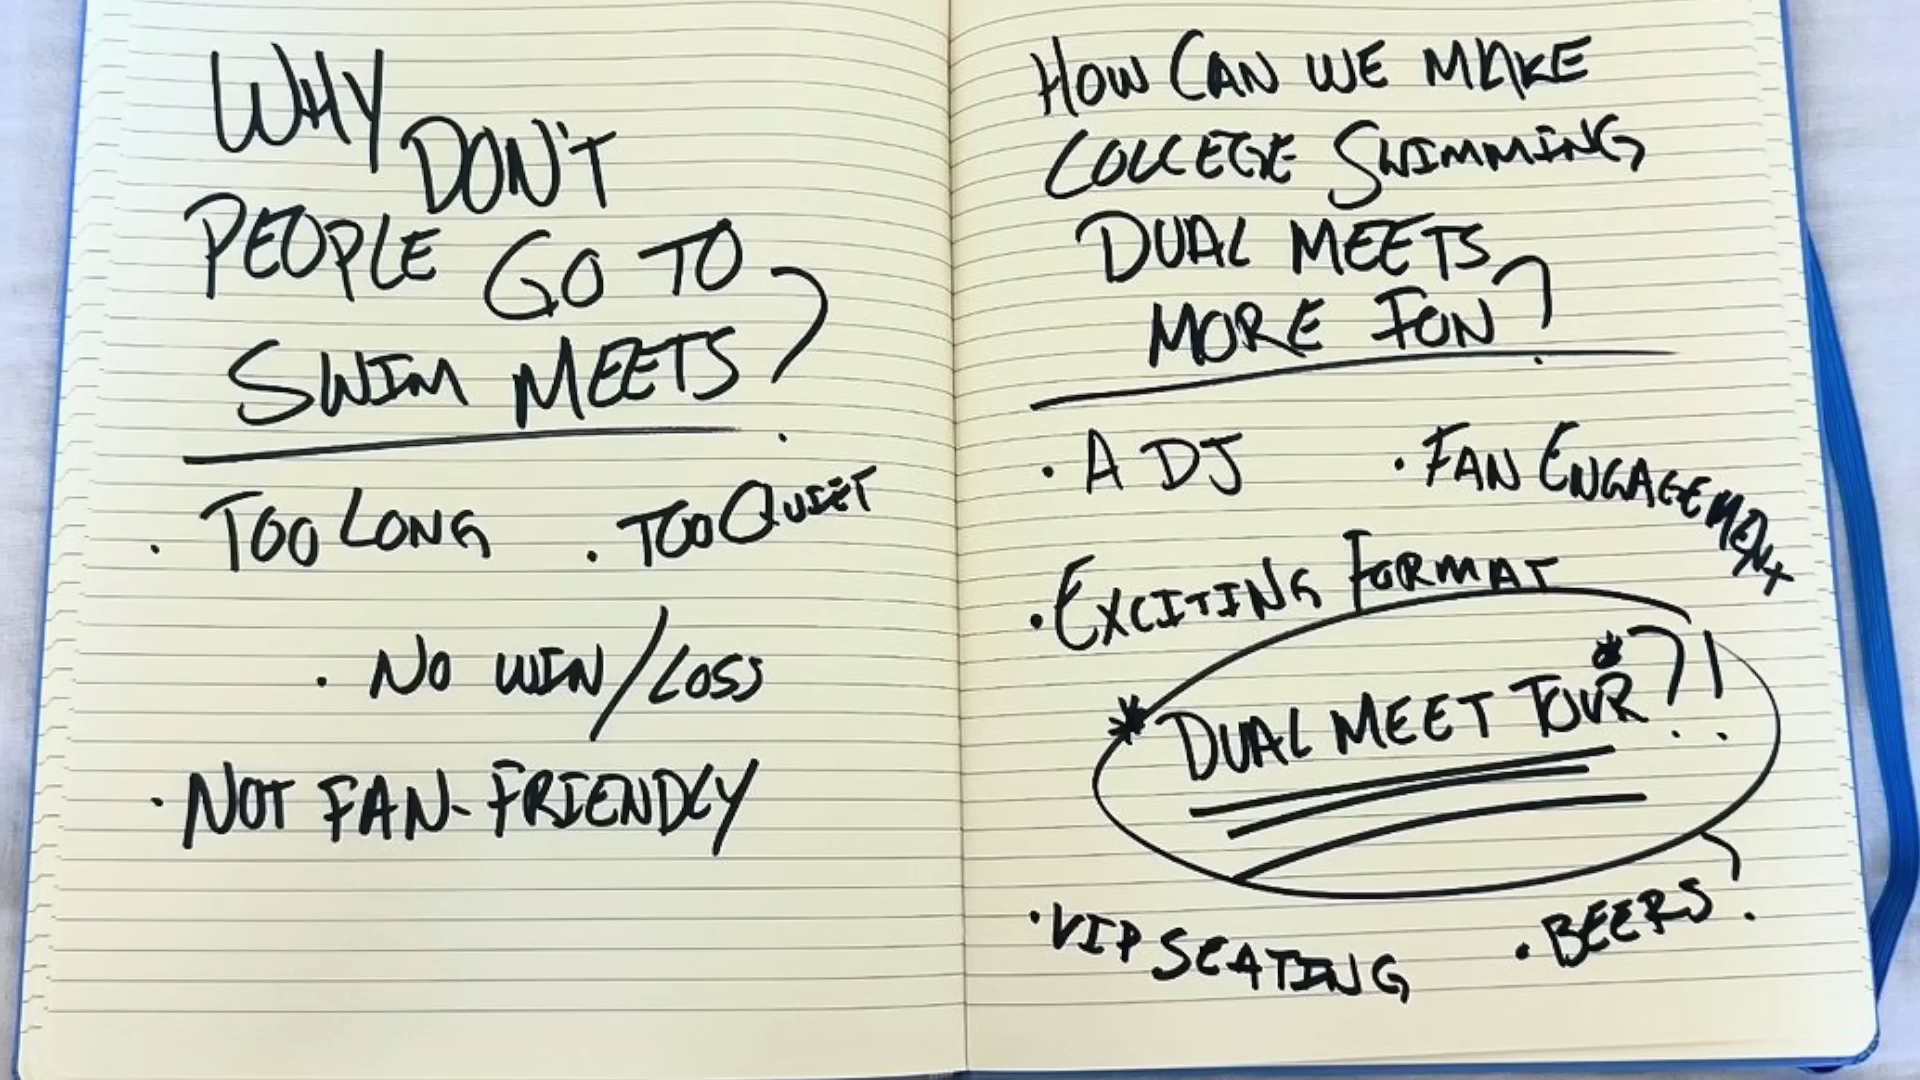 WHY DON'T
PEOPLE GO TO
SWIM MEETS?
· TOO LONG
· TOO QUIET
· NO WIN/LOSS
· NOT FAN-FRIENDLY
HOW CAN WE MAKE
COLLEGE SWIMMING
DUAL MEETS
MORE FUN?
· A DJ
· FAN ENGAGEMENT
· EXCITING FORMAT
* DUAL MEET TOUR *?!
· VIP SEATING
· BEERS?